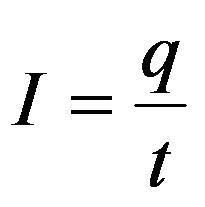 I = q/t